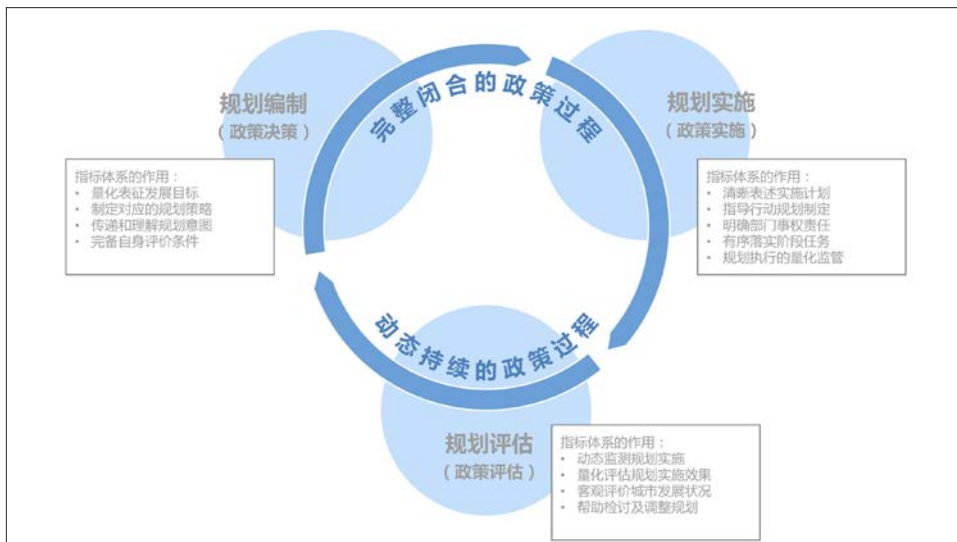 完整闭合的政策过程
规划编制
（政策决策）
指标体系的作用：
• 量化表征发展目标
• 制定对应的规划策略
• 传递和理解规划意图
• 完备自身评价条件
规划实施
（政策实施）
指标体系的作用：
• 清晰表述实施计划
• 指导行动规划制定
• 明确部门事权责任
• 有序落实阶段任务
• 规划执行的量化监管
动态持续的政策过程
规划评估
（政策评估）
指标体系的作用：
• 动态监测规划实施
• 量化评估规划实施效果
• 客观评价城市发展状况
• 帮助检讨及调整规划